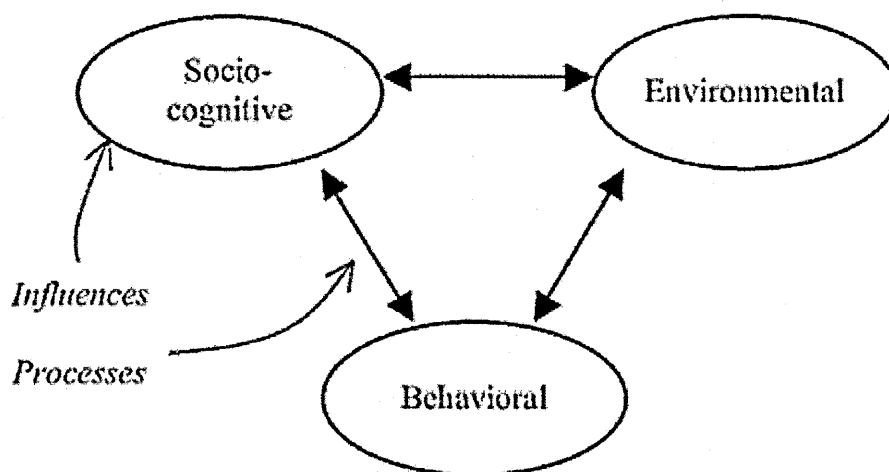 Socio-
cognitive
Environmental
Influences
Processes
Behavioral